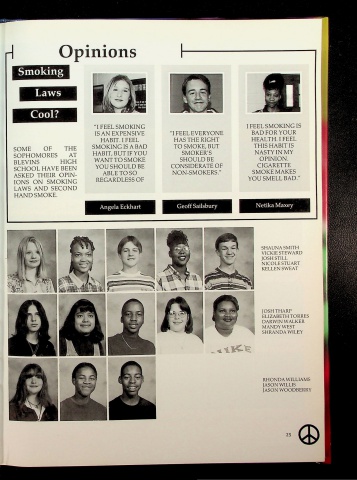 Opinions
Smoking
Laws
Cool?
SOME OF THE
SOPHOMORES AT
BLEVINS HIGH
SCHOOL HAVE BEEN
ASKED THEIR OPIN-
IONS ON SMOKING
LAWS AND SECOND
HAND SMOKE.
"I FEEL SMOKING
IS AN EXPENSIVE
HABIT. I FEEL
SMOKING IS A BAD
HABIT, BUT IF YOU
WANT TO SMOKE
YOU SHOULD BE
ABLE TO SO
REGARDLESS OF
Angela Eckhart
"I FEEL EVERYONE
HAS THE RIGHT
TO SMOKE, BUT
SMOKER'S
SHOULD BE
CONSIDERATE OF
NON-SMOKERS."
Geoff Sailsbury
I FEEL SMOKING IS
BAD FOR YOUR
HEALTH. I FEEL
THIS HABIT IS
NASTY IN MY
OPINION.
CIGARETTE
SMOKE MAKES
YOU SMELL BAD."
Netika Maxey
SHAUNA SMITH
VICKIE STEWARD
JOSH STILL
NICOLE STUART
KELLEN SWEAT
JOSH THARP
ELIZABETH TORRES
DARWIN WALKER
MANDY WEST
SHRANDA WILEY
RHONDA WILLIAMS
JASON WILLIS
JASON WOODBERRY